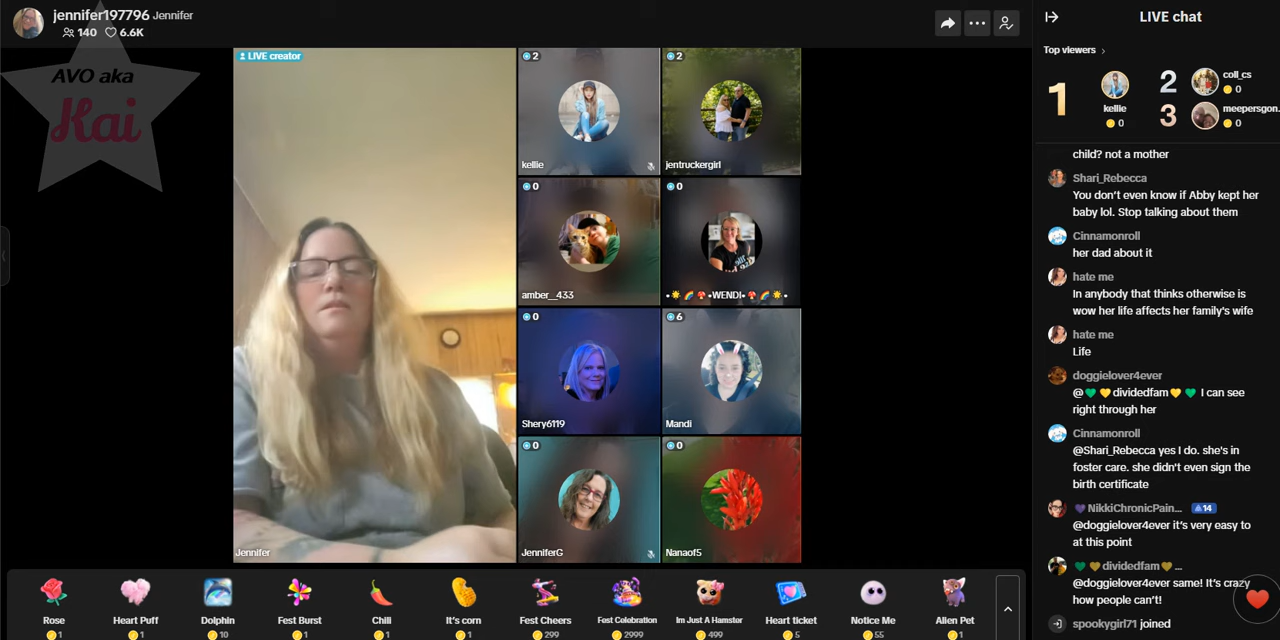 jennifer197796 Jennifer
140 6.6K
AVO aka
Kai
LIVE creator
Jennifer
2
kellie
2
jentruckergirl
0
amber__433
0
•WENDI•
0
Shery6119
6
Mandi
0
JenniferG
0
Nanaof5
Rose
1
Heart Puff
1
Dolphin
10
Fest Burst
1
Chili
1
It's corn
1
Fest Cheers
299
Fest Celebration
2999
Im Just A Hamster
499
Heart ticket
5
Notice Me
55
Alien Pet
1
LIVE chat
Top viewers
1
kellie
0
2
coll_cs
0
3
meepersgon.
0
child? not a mother
Shari_Rebecca
You don't even know if Abby kept her
baby lol. Stop talking about them
Cinnamonroll
her dad about it
hate me
In anybody that thinks otherwise is
wow her life affects her family's wife
hate me
Life
doggielover4ever
@💚💛dividedfam💛💚 I can see
right through her
Cinnamonroll
@Shari_Rebecca yes I do. she's in
foster care. she didn't even sign the
birth certificate
💜NikkiChronicPain... 14
@doggielover4ever it's very easy to
at this point
💚💛dividedfam💛 ...
@doggielover4ever same! It's crazy
how people can't!
spookygirl71 joined